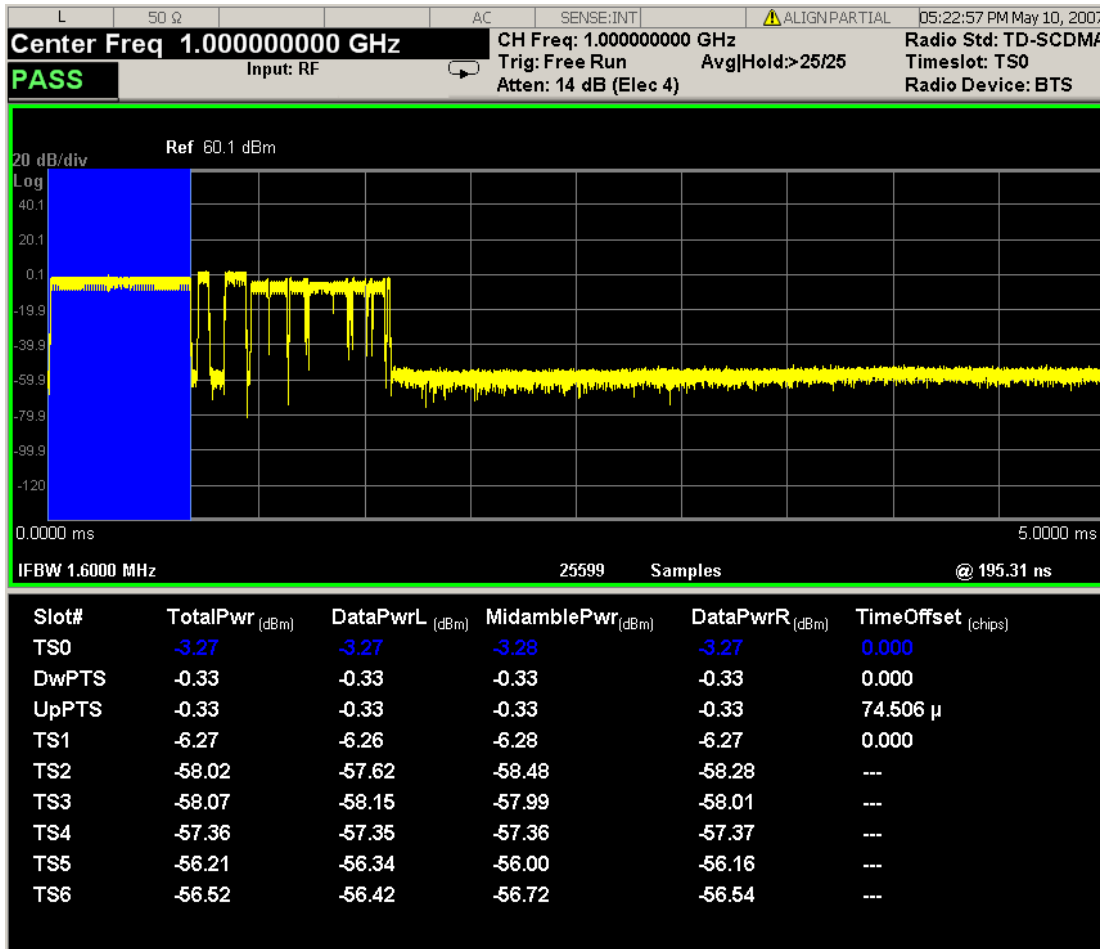 L 50 Ω AC SENSE:INT ALIGN PARTIAL 05:22:57 PM May 10, 2007
Center Freq 1.000000000 GHz
CH Freq: 1.000000000 GHz
Radio Std: TD-SCDMA
PASS
Input: RF
Trig: Free Run Avg|Hold:>25/25
Timeslot: TS0
Atten: 14 dB (Elec 4)
Radio Device: BTS
Ref 60.1 dBm
20 dB/div
Log
40.1
20.1
0.1
-19.9
-39.9
-59.9
-79.9
-99.9
-120
0.0000 ms 5.0000 ms
IFBW 1.6000 MHz 25599 Samples @ 195.31 ns
Slot# TotalPwr (dBm) DataPwrL (dBm) MidamblePwr(dBm) DataPwrR (dBm) TimeOffset (chips)
TS0 -3.27 -3.27 -3.28 -3.27 0.000
DwPTS -0.33 -0.33 -0.33 -0.33 0.000
UpPTS -0.33 -0.33 -0.33 -0.33 74.506 µ
TS1 -6.27 -6.26 -6.28 -6.27 0.000
TS2 -58.02 -57.62 -58.48 -58.28 ---
TS3 -58.07 -58.15 -57.99 -58.01 ---
TS4 -57.36 -57.35 -57.36 -57.37 ---
TS5 -56.21 -56.34 -56.00 -56.16 ---
TS6 -56.52 -56.42 -56.72 -56.54 ---